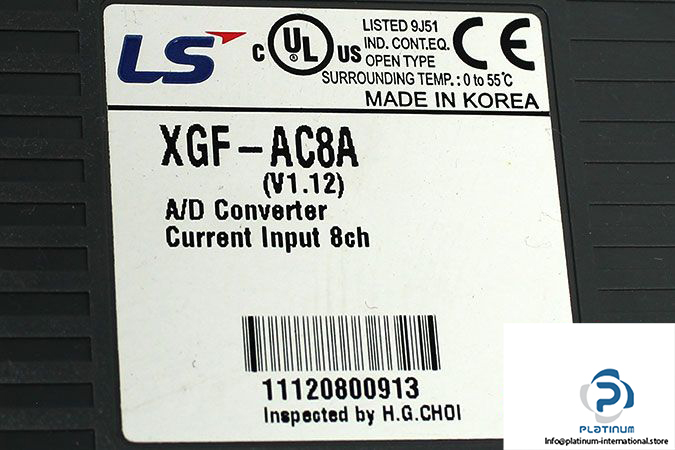 LS
C UL US
®
LISTED 9J51
IND. CONT.EQ.
OPEN TYPE
CE
SURROUNDING TEMP. : 0 to 55℃
MADE IN KOREA
XGF-AC8A
(V1.12)
A/D Converter
Current Input 8ch
11120800913
Inspected by H.G.CHOI
PLATINUM
Info@platinum-international.store